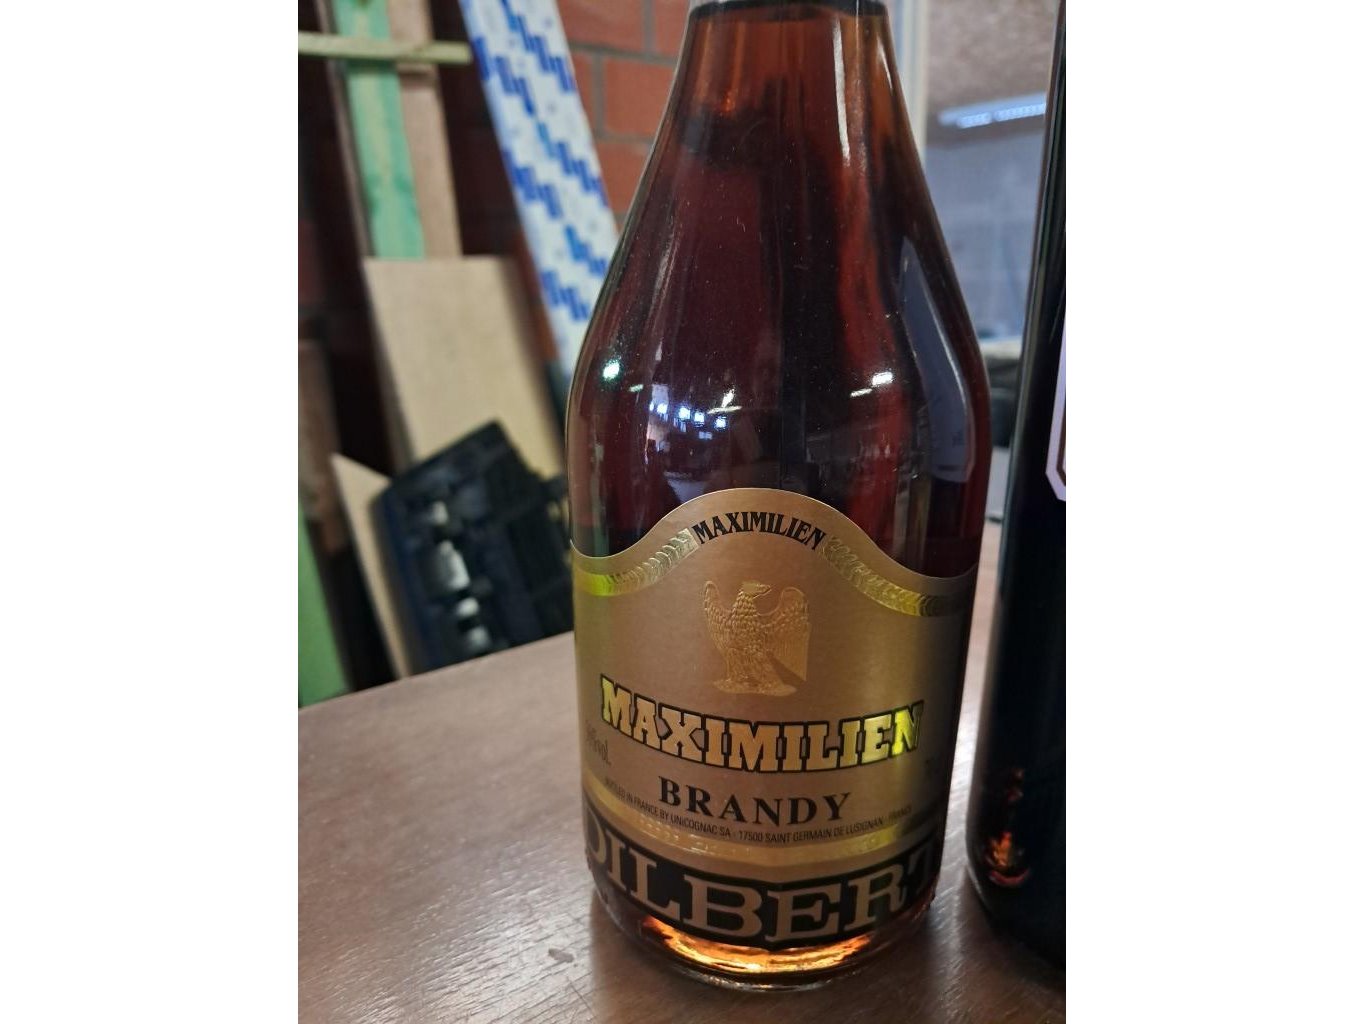 MAXIMILIEN
MAXIMILIEN
BRANDY
BOTTLED IN FRANCE BY UNICOGNAC SA - 17500 SAINT GERMAIN DE LUSIGNAN - FRANCE
DILBERT